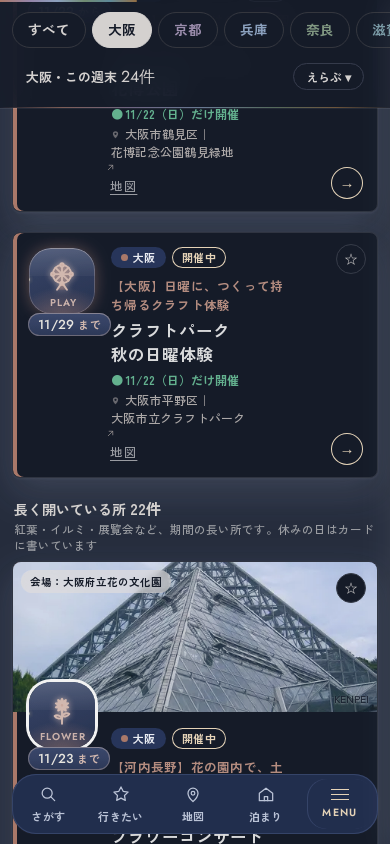 すべて
大阪
京都
兵庫
奈良
大阪・この週末 24件
えらぶ ▾
11/22（日）だけ開催
大阪市鶴見区｜
花博記念公園鶴見緑地
↗
地図
→
PLAY
11/29 まで
大阪
開催中
☆
【大阪】日曜に、つくって持
ち帰るクラフト体験
クラフトパーク
秋の日曜体験
11/22（日）だけ開催
大阪市平野区｜
大阪市立クラフトパーク
↗
地図
→
長く開いている所 22件
紅葉・イルミ・展覧会など、期間の長い所です。休みの日はカード
に書いています
会場：大阪府立花の文化園
☆
KENPEI
FLOWER
11/23 まで
大阪
開催中
【河内長野】花の園内で、土
フラワーコンサート
さがす
行きたい
地図
泊まり
MENU